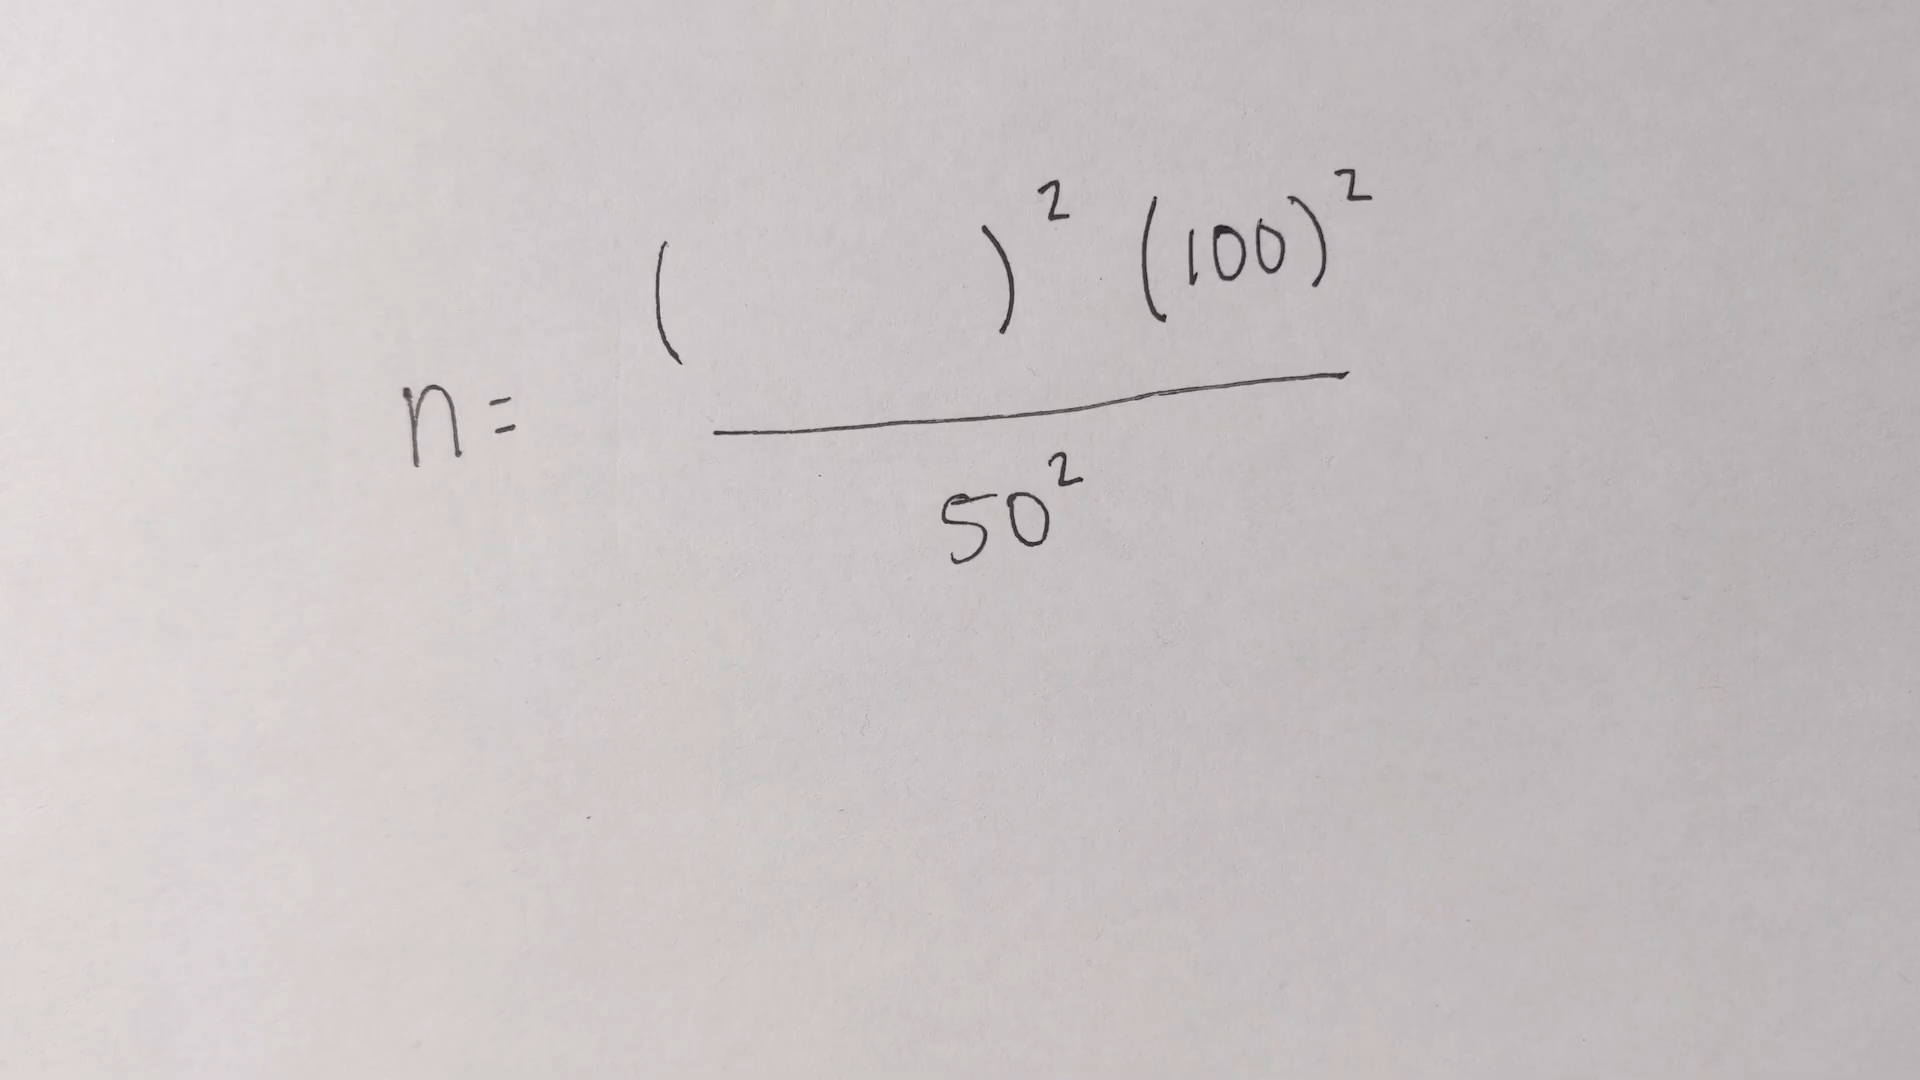 n = (      )² (100)²
50²